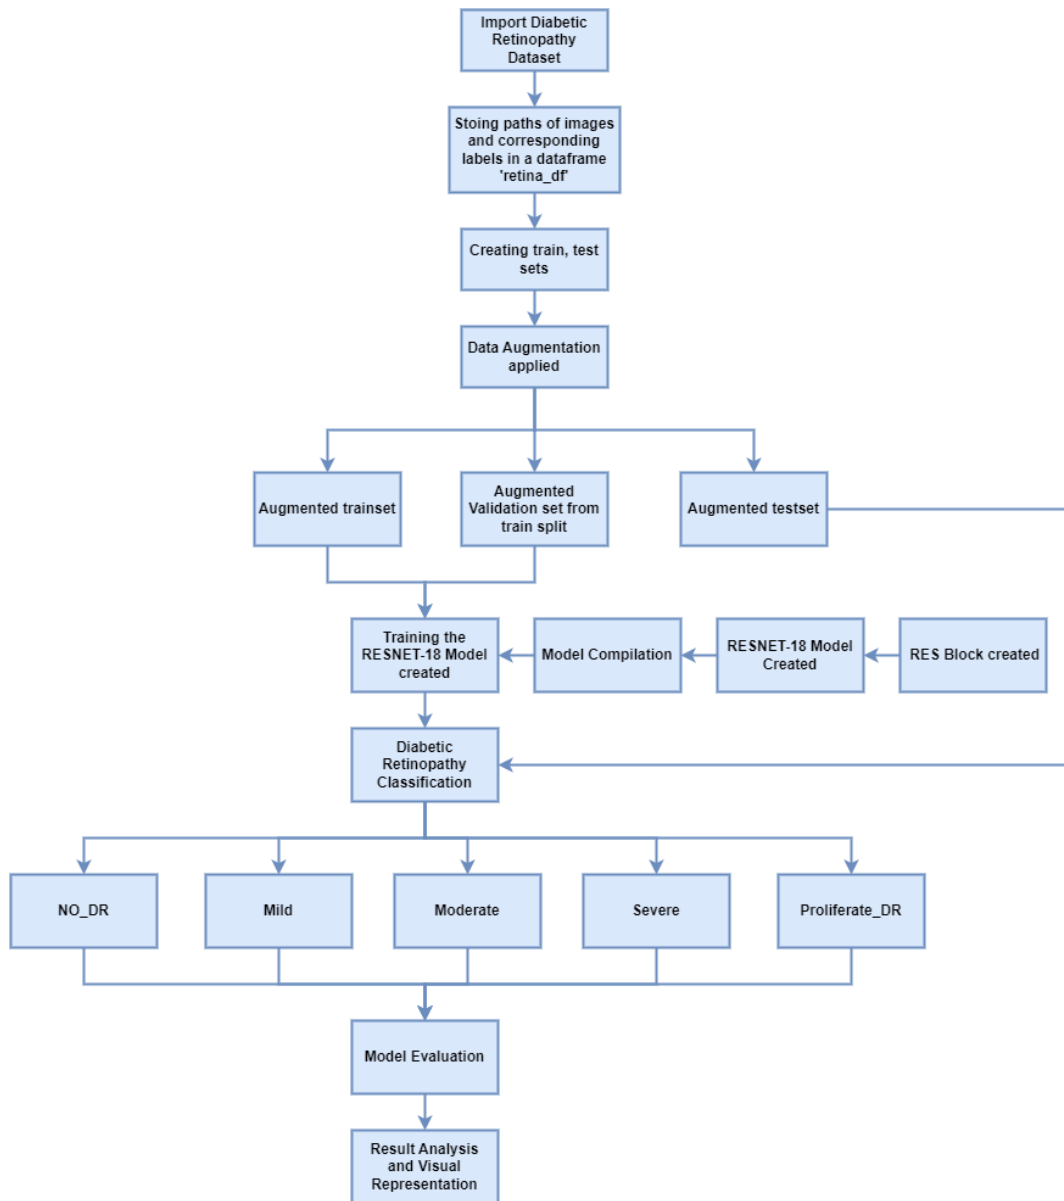 Import Diabetic
Retinopathy
Dataset
Stoing paths of images
and corresponding
labels in a dataframe
'retina_df'
Creating train, test
sets
Data Augmentation
applied
Augmented trainset
Augmented
Validation set from
train split
Augmented testset
Training the
RESNET-18 Model
created
Model Compilation
RESNET-18 Model
Created
RES Block created
Diabetic
Retinopathy
Classification
NO_DR
Mild
Moderate
Severe
Proliferate_DR
Model Evaluation
Result Analysis
and Visual
Representation